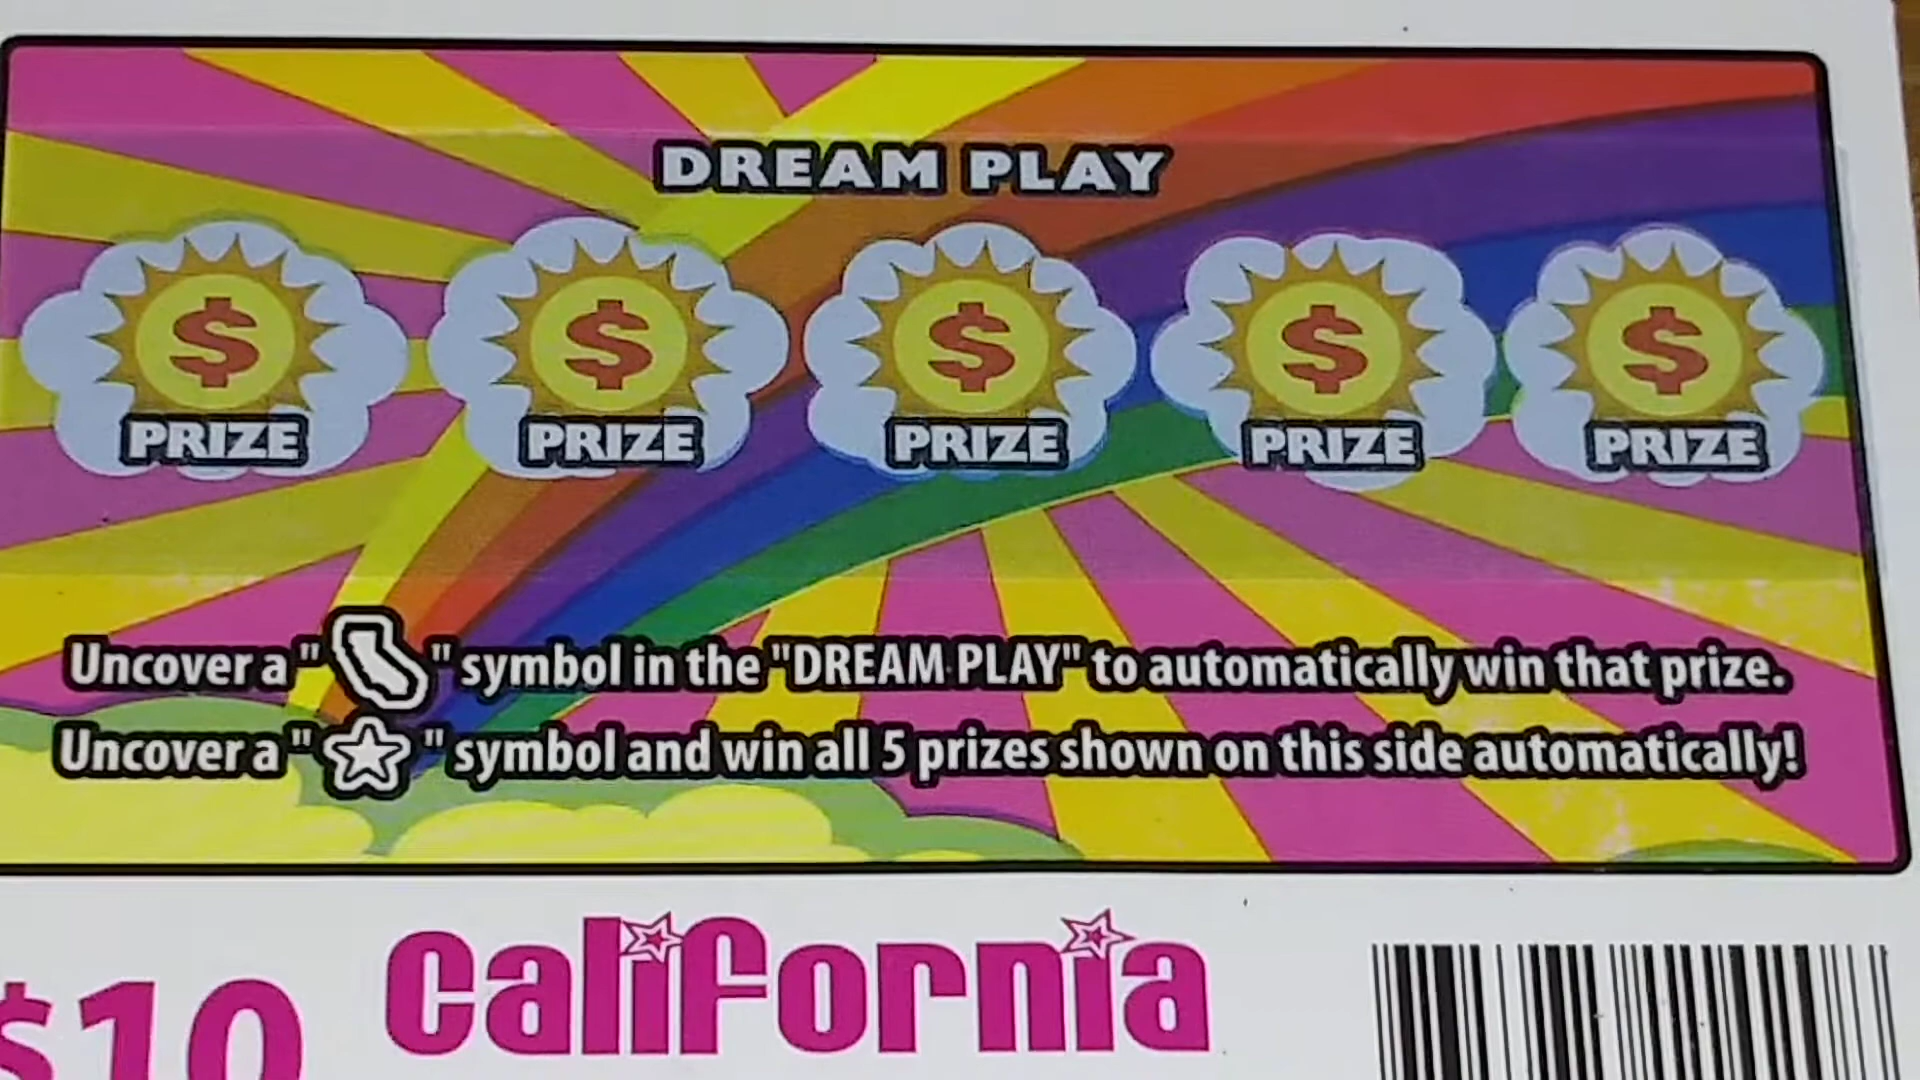 DREAM PLAY
$ $ $ $ $
PRIZE PRIZE PRIZE PRIZE PRIZE
Uncover a " " symbol in the "DREAM PLAY" to automatically win that prize.
Uncover a " " symbol and win all 5 prizes shown on this side automatically!
$10 California